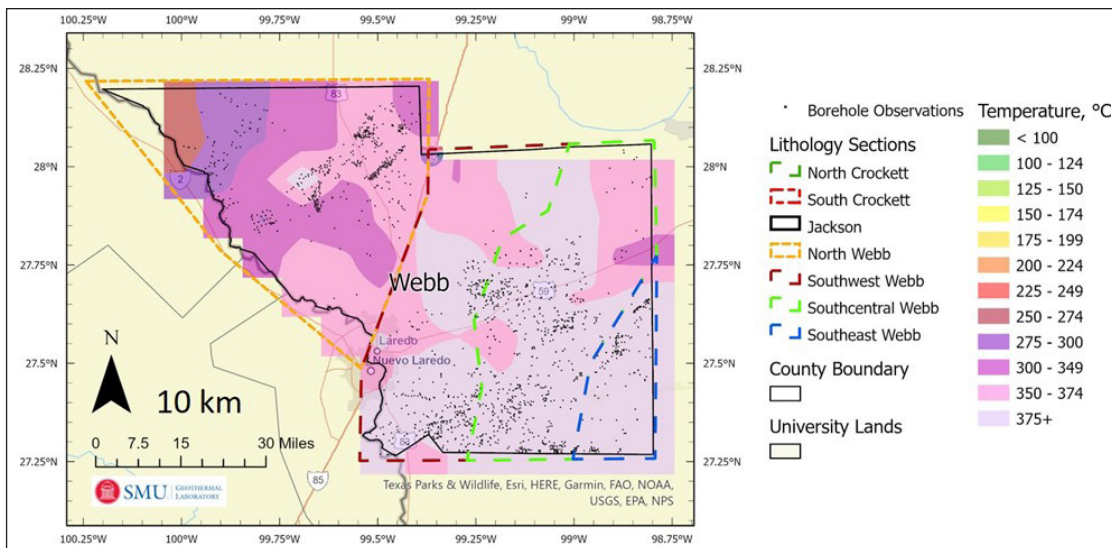 100.25°W 100°W 99.75°W 99.5°W 99.25°W 99°W 98.75°W
28.25°N 28.25°N
83
28°N 28°N
2
27.75°N 27.75°N
Webb
59
27.5°N 27.5°N
Laredo
Nuevo Laredo
N
10 km
0 7.5 15 30 Miles
83
27.25°N 27.25°N
85
SMU. GEOTHERMAL
LABORATORY
Texas Parks & Wildlife, Esri, HERE, Garmin, FAO, NOAA,
USGS, EPA, NPS
100.25°W 100°W 99.75°W 99.5°W 99.25°W 99°W 98.75°W
Borehole Observations
Lithology Sections
North Crockett
South Crockett
Jackson
North Webb
Southwest Webb
Southcentral Webb
Southeast Webb
County Boundary
University Lands
Temperature, °C
< 100
100 - 124
125 - 150
150 - 174
175 - 199
200 - 224
225 - 249
250 - 274
275 - 300
300 - 349
350 - 374
375+